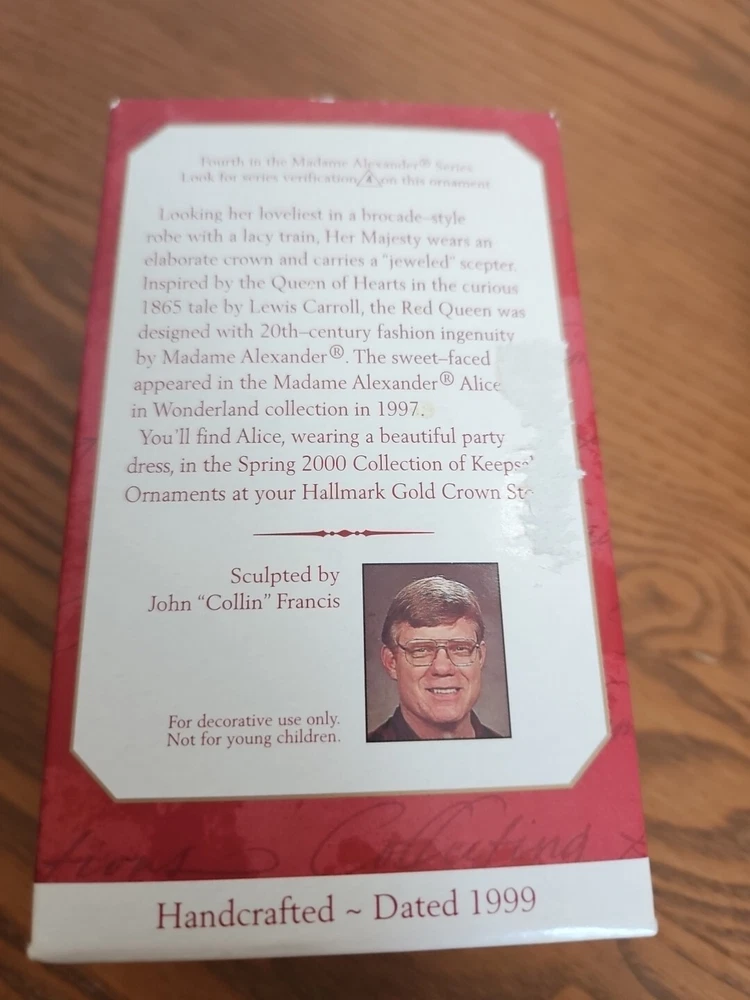 Fourth in the Madame Alexander® Series
Look for series verification 4 on this ornament.
Looking her loveliest in a brocade-style
robe with a lacy train, Her Majesty wears an
elaborate crown and carries a "jeweled" scepter.
Inspired by the Queen of Hearts in the curious
1865 tale by Lewis Carroll, the Red Queen was
designed with 20th-century fashion ingenuity
by Madame Alexander®. The sweet-faced
appeared in the Madame Alexander® Alice
in Wonderland collection in 1997.
You'll find Alice, wearing a beautiful party
dress, in the Spring 2000 Collection of
Ornaments at your Hallmark Gold Crown
Sculpted by
John "Collin" Francis
For decorative use only.
Not for young children.
Collecting
Handcrafted ~ Dated 1999